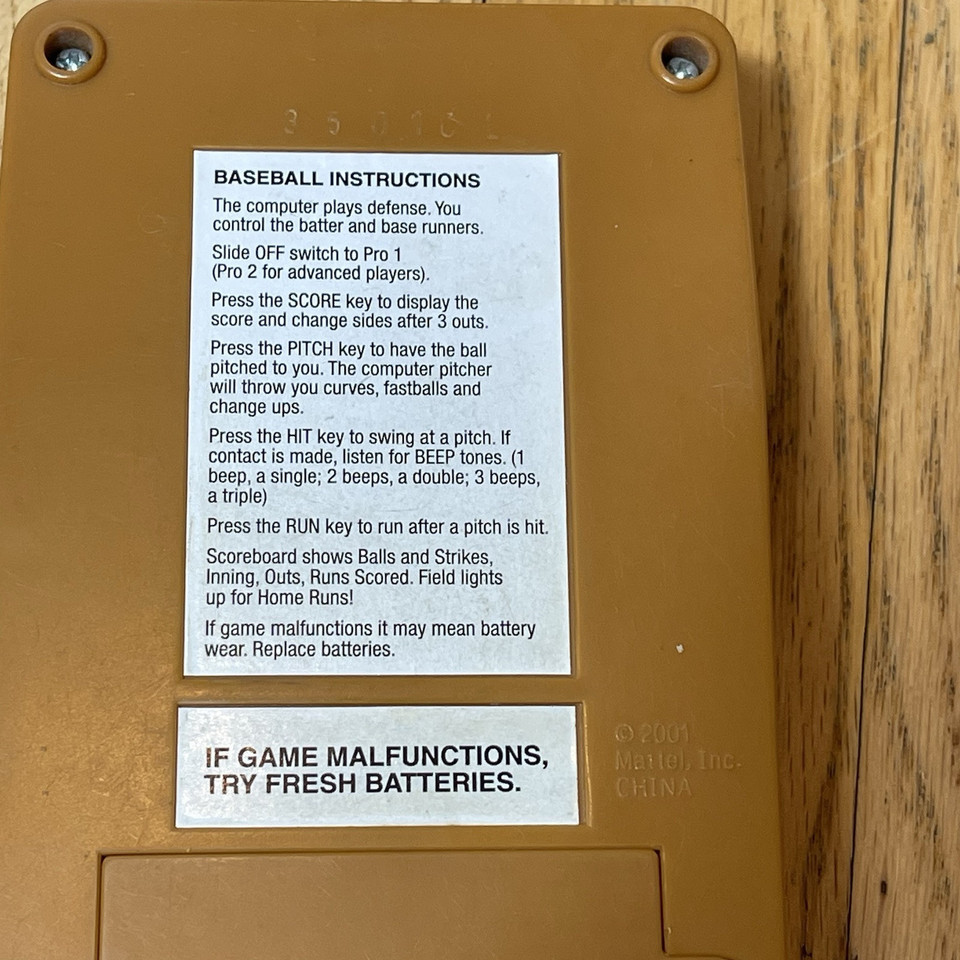 BASEBALL INSTRUCTIONS
The computer plays defense. You
control the batter and base runners.
Slide OFF switch to Pro 1
(Pro 2 for advanced players).
Press the SCORE key to display the
score and change sides after 3 outs.
Press the PITCH key to have the ball
pitched to you. The computer pitcher
will throw you curves, fastballs and
change ups.
Press the HIT key to swing at a pitch. If
contact is made, listen for BEEP tones. (1
beep, a single; 2 beeps, a double; 3 beeps,
a triple)
Press the RUN key to run after a pitch is hit.
Scoreboard shows Balls and Strikes,
Inning, Outs, Runs Scored. Field lights
up for Home Runs!
If game malfunctions it may mean battery
wear. Replace batteries.
IF GAME MALFUNCTIONS,
TRY FRESH BATTERIES.
© 2001
Mattel, Inc.
CHINA